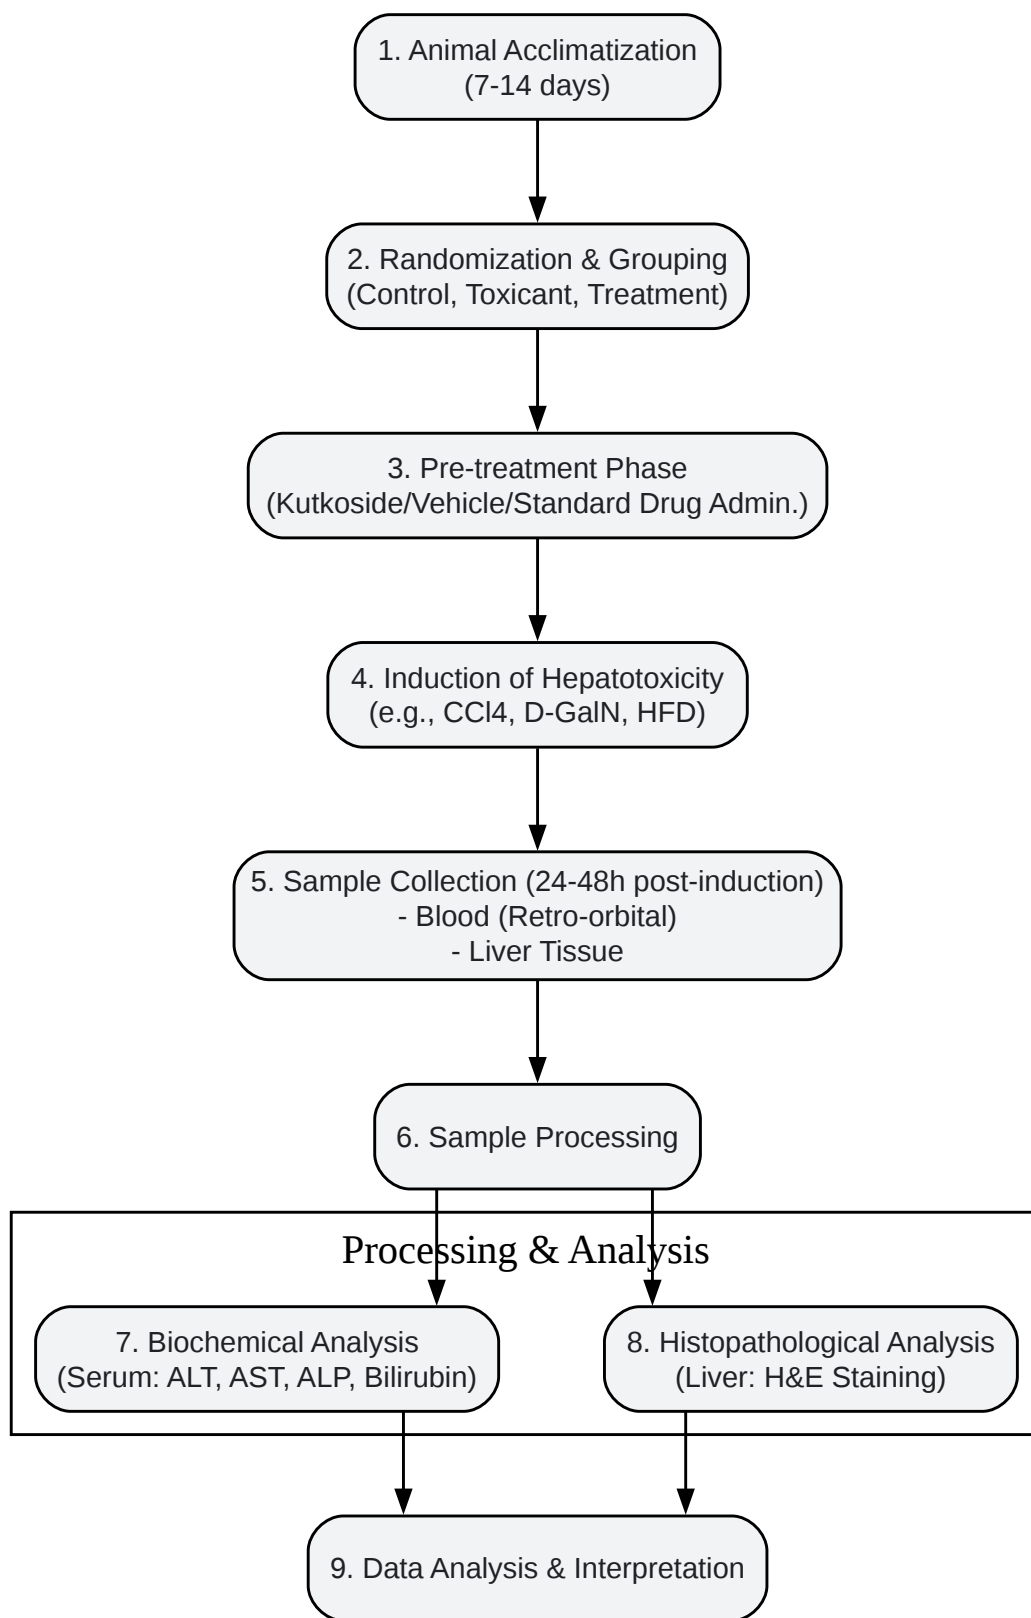 1. Animal Acclimatization
(7-14 days)
2. Randomization & Grouping
(Control, Toxicant, Treatment)
3. Pre-treatment Phase
(Kutkoside/Vehicle/Standard Drug Admin.)
4. Induction of Hepatotoxicity
(e.g., CCl4, D-GalN, HFD)
5. Sample Collection (24-48h post-induction)
- Blood (Retro-orbital)
- Liver Tissue
6. Sample Processing
Processing & Analysis
7. Biochemical Analysis
(Serum: ALT, AST, ALP, Bilirubin)
8. Histopathological Analysis
(Liver: H&E Staining)
9. Data Analysis & Interpretation